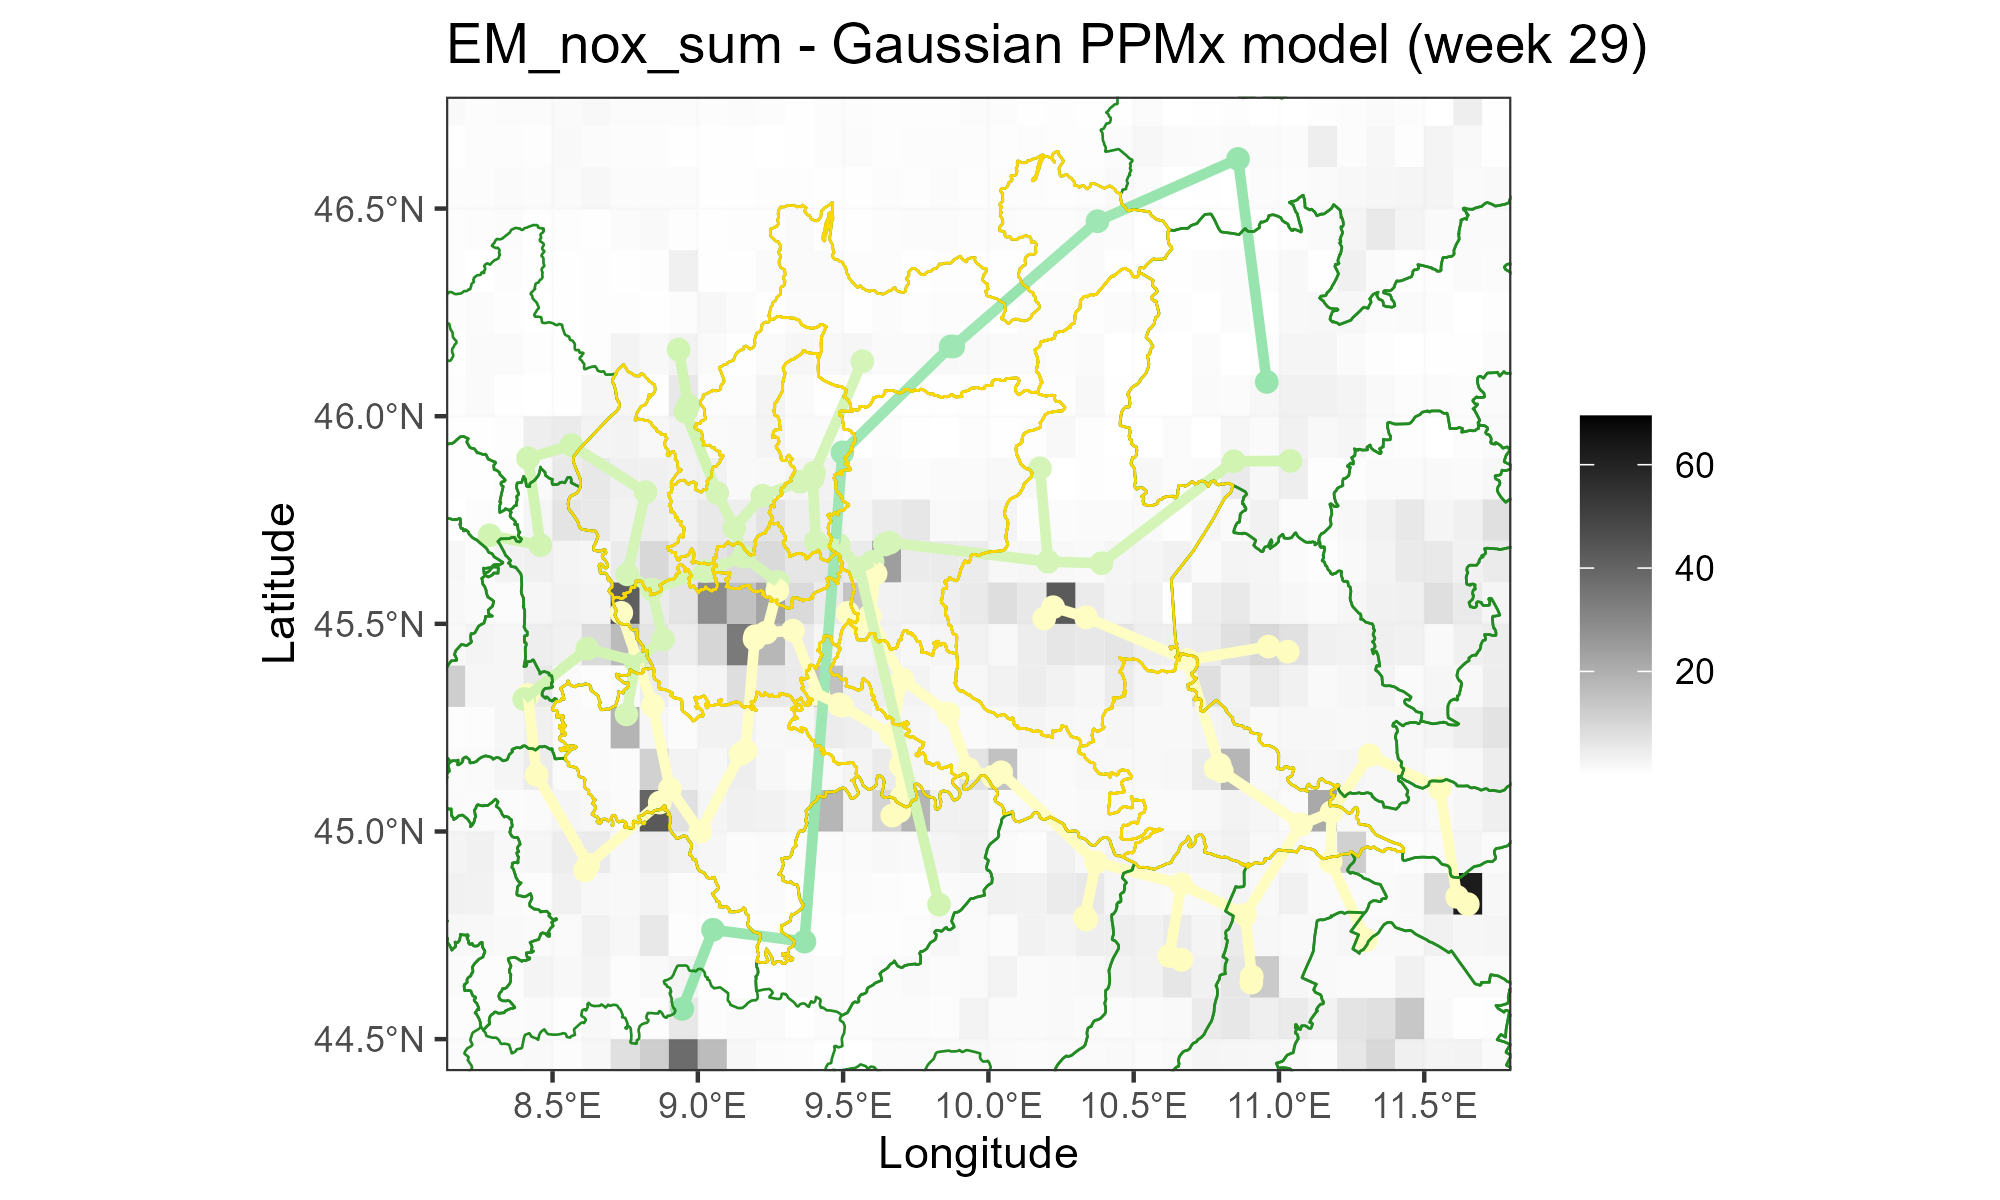 EM_nox_sum - Gaussian PPMx model (week 29)
46.5°N
46.0°N
45.5°N
45.0°N
44.5°N
Latitude
8.5°E 9.0°E 9.5°E 10.0°E 10.5°E 11.0°E 11.5°E
Longitude
60
40
20